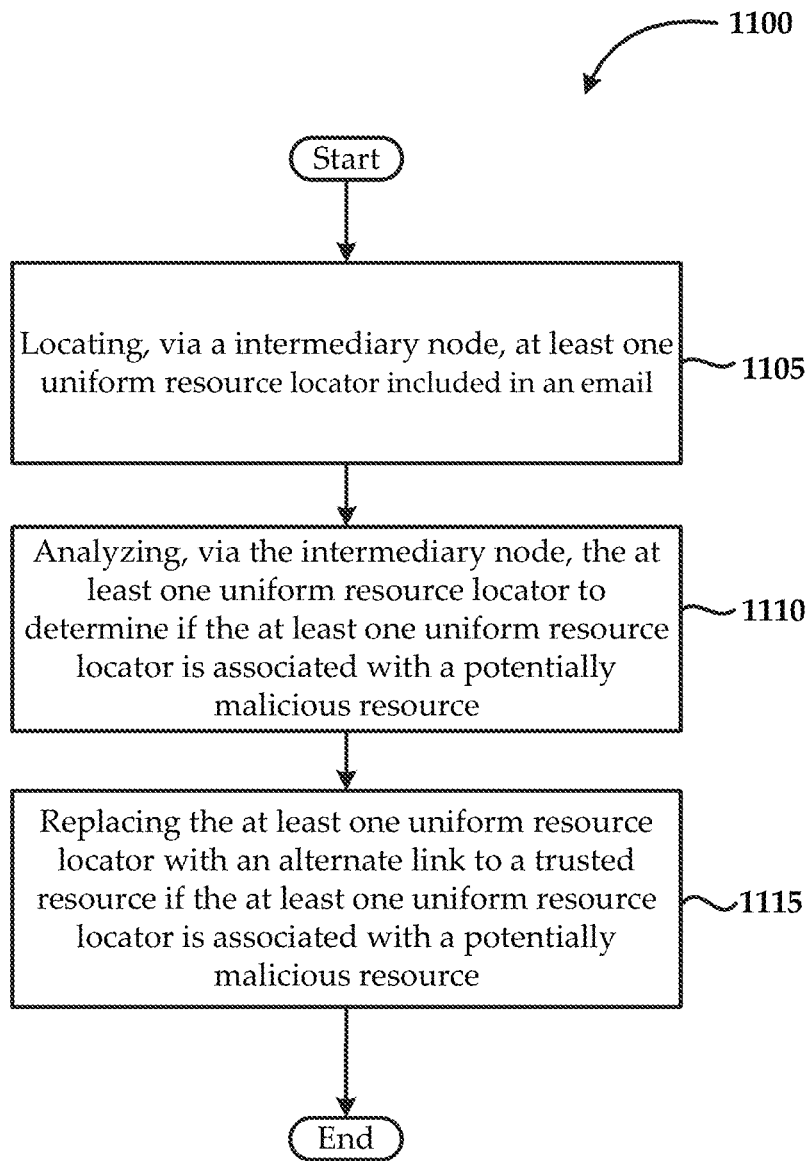 1100
Start
Locating, via a intermediary node, at least one
uniform resource locator included in an email
1105
Analyzing, via the intermediary node, the at
least one uniform resource locator to
determine if the at least one uniform resource
locator is associated with a potentially
malicious resource
1110
Replacing the at least one uniform resource
locator with an alternate link to a trusted
resource if the at least one uniform resource
locator is associated with a potentially
malicious resource
1115
End